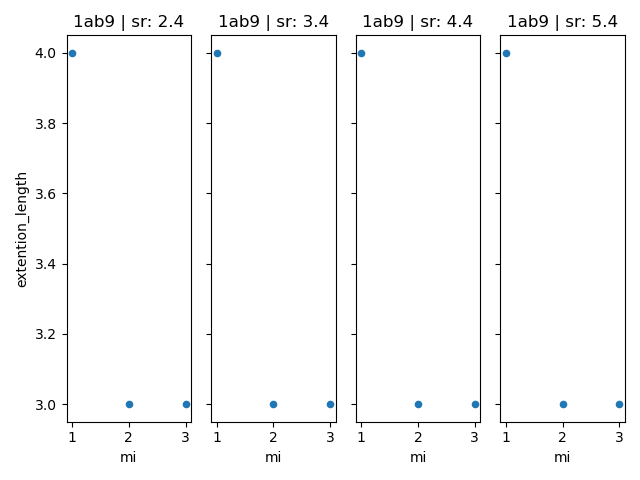 1ab9 | sr: 2.4
1ab9 | sr: 3.4
1ab9 | sr: 4.4
1ab9 | sr: 5.4
extention_length
4.0
3.8
3.6
3.4
3.2
3.0
1 2 3
1 2 3
1 2 3
1 2 3
mi
mi
mi
mi